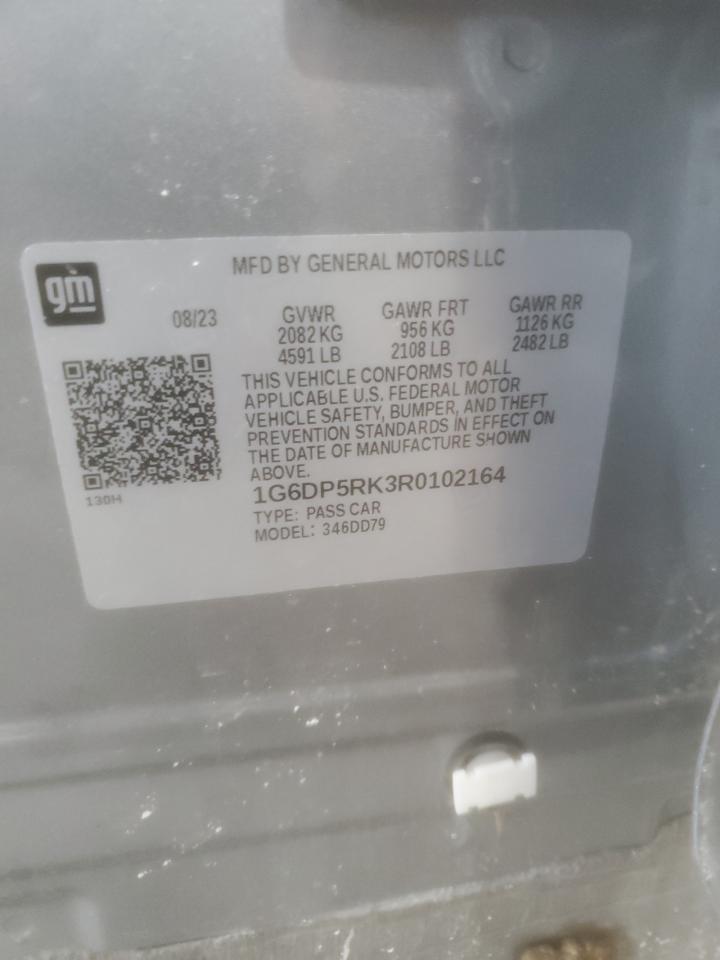 gm
MFD BY GENERAL MOTORS LLC
08/23
GVWR
2082 KG
4591 LB
GAWR FRT
956 KG
2108 LB
GAWR RR
1126 KG
2482 LB
THIS VEHICLE CONFORMS TO ALL
APPLICABLE U.S. FEDERAL MOTOR
VEHICLE SAFETY, BUMPER, AND THEFT
PREVENTION STANDARDS IN EFFECT ON
THE DATE OF MANUFACTURE SHOWN
ABOVE.
130H
1G6DP5RK3R0102164
TYPE: PASS CAR
MODEL: 346DD79